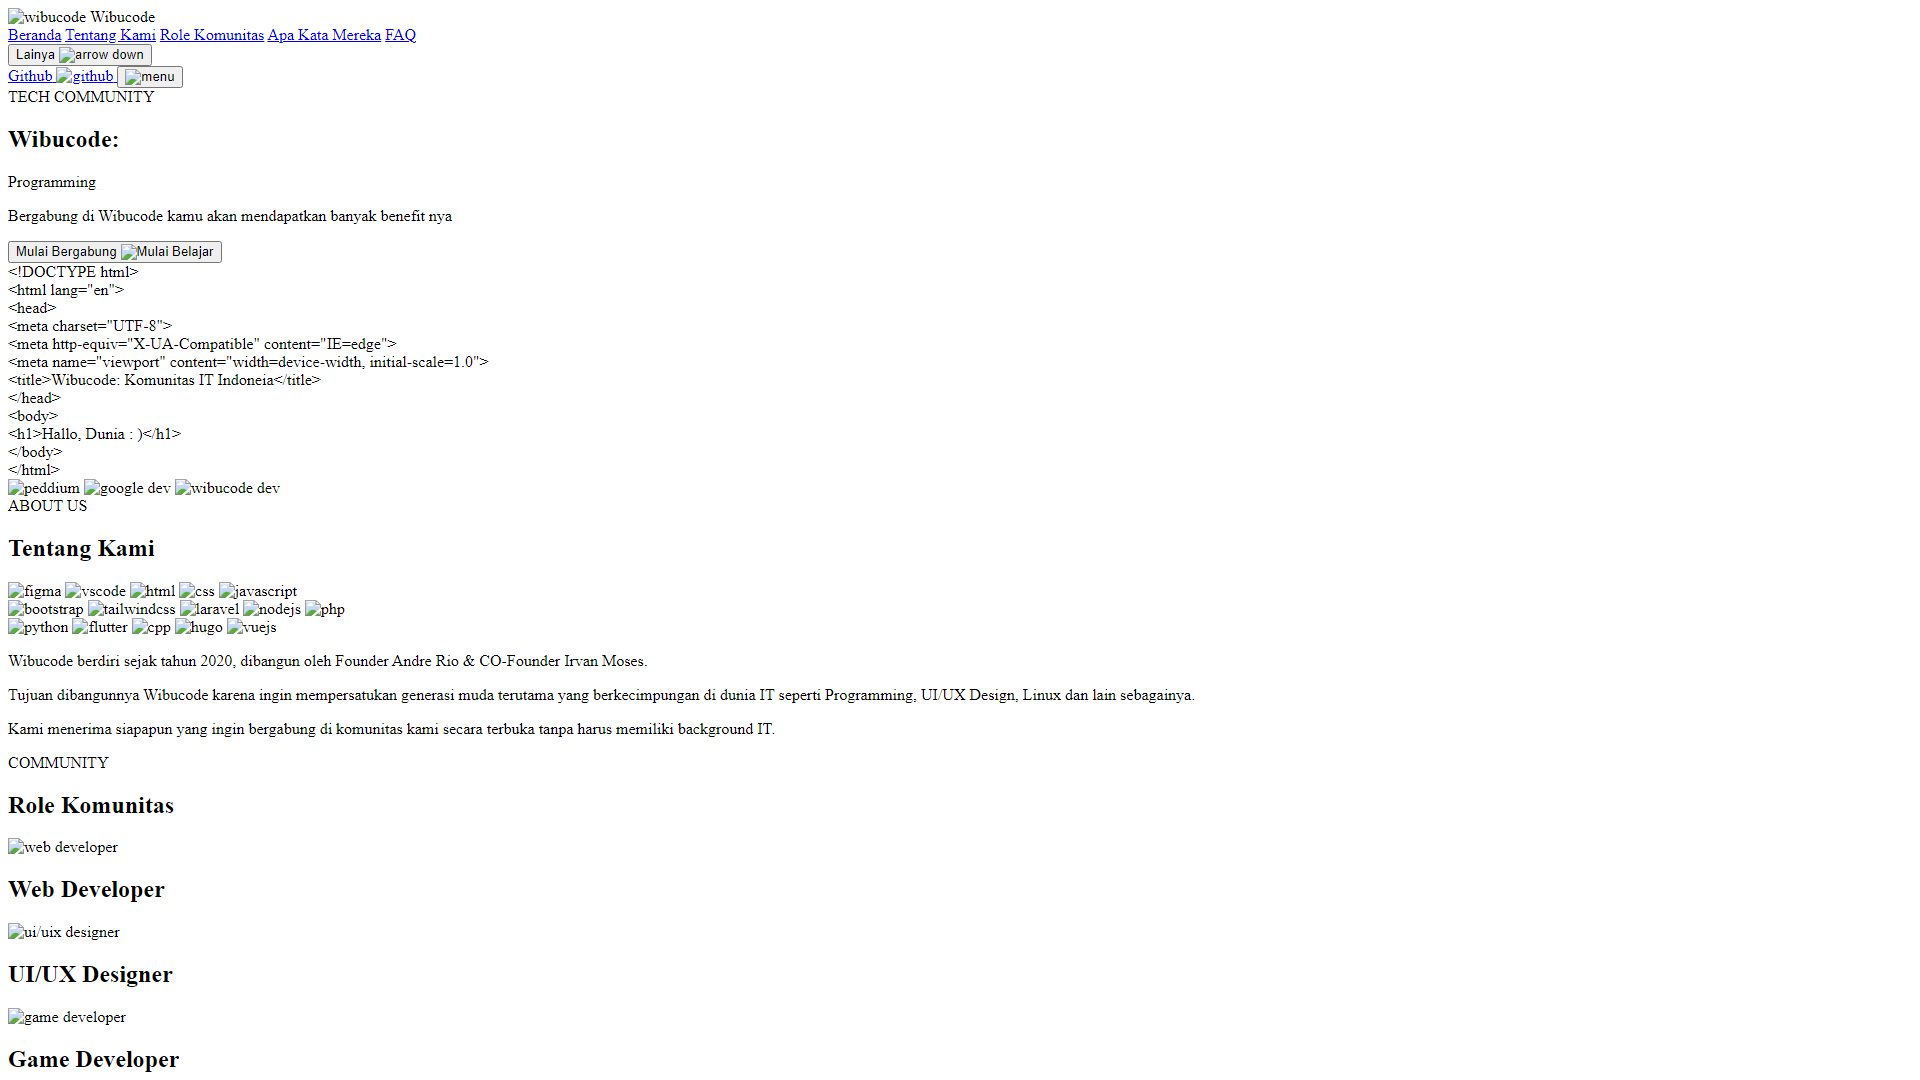 wibucode Wibucode
Beranda Tentang Kami Role Komunitas Apa Kata Mereka FAQ
Lainya arrow down
Github github menu
TECH COMMUNITY
Wibucode:
Programming
Bergabung di Wibucode kamu akan mendapatkan banyak benefit nya
Mulai Bergabung Mulai Belajar
<!DOCTYPE html>
<html lang="en">
<head>
<meta charset="UTF-8">
<meta http-equiv="X-UA-Compatible" content="IE=edge">
<meta name="viewport" content="width=device-width, initial-scale=1.0">
<title>Wibucode: Komunitas IT Indoneia</title>
</head>
<body>
<h1>Hallo, Dunia : )</h1>
</body>
</html>
peddium google dev wibucode dev
ABOUT US
Tentang Kami
figma vscode html css javascript
bootstrap tailwindcss laravel nodejs php
python flutter cpp hugo vuejs
Wibucode berdiri sejak tahun 2020, dibangun oleh Founder Andre Rio & CO-Founder Irvan Moses.
Tujuan dibangunnya Wibucode karena ingin mempersatukan generasi muda terutama yang berkecimpungan di dunia IT seperti Programming, UI/UX Design, Linux dan lain sebagainya.
Kami menerima siapapun yang ingin bergabung di komunitas kami secara terbuka tanpa harus memiliki background IT.
COMMUNITY
Role Komunitas
web developer
Web Developer
ui/uix designer
UI/UX Designer
game developer
Game Developer